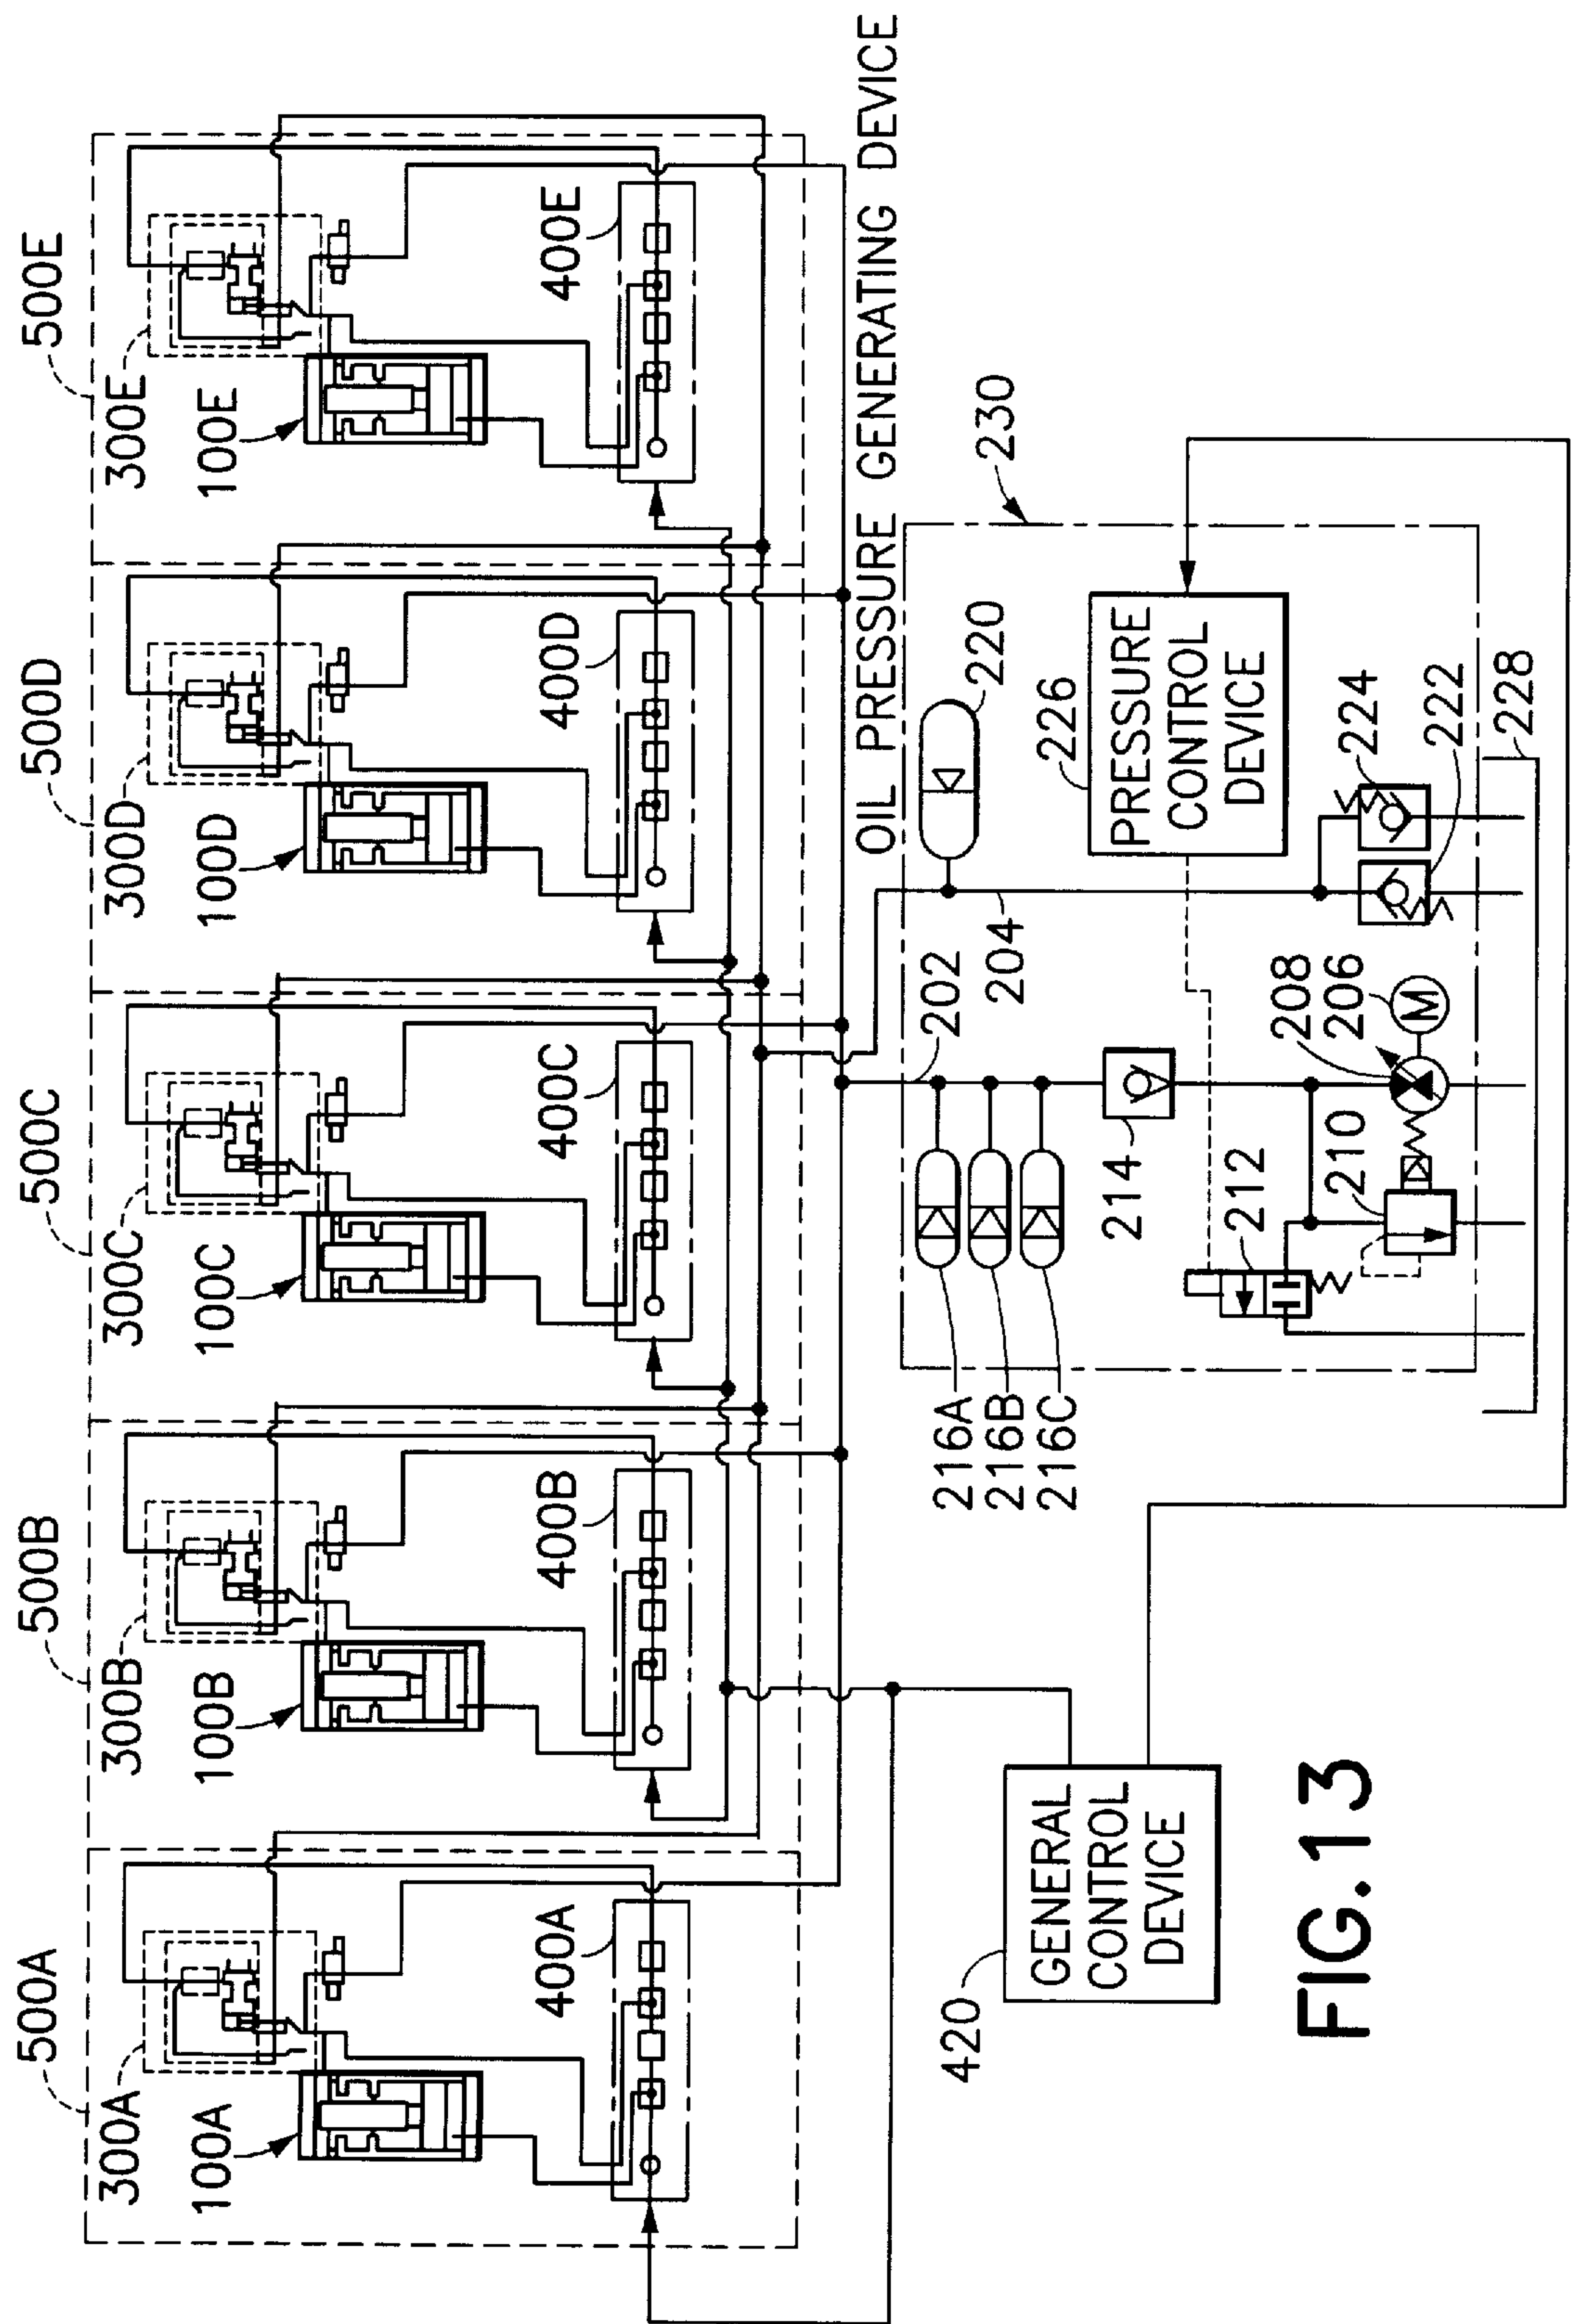 500A
500B
500C
500D
500E
300A
300B
300C
300D
300E
100A
100B
100C
100D
100E
400A
400B
400C
400D
400E
OIL PRESSURE GENERATING DEVICE
230
220
226
PRESSURE
CONTROL
DEVICE
224
222
228
202
204
208
206
M
210
212
214
216A
216B
216C
420
GENERAL
CONTROL
DEVICE
FIG.13